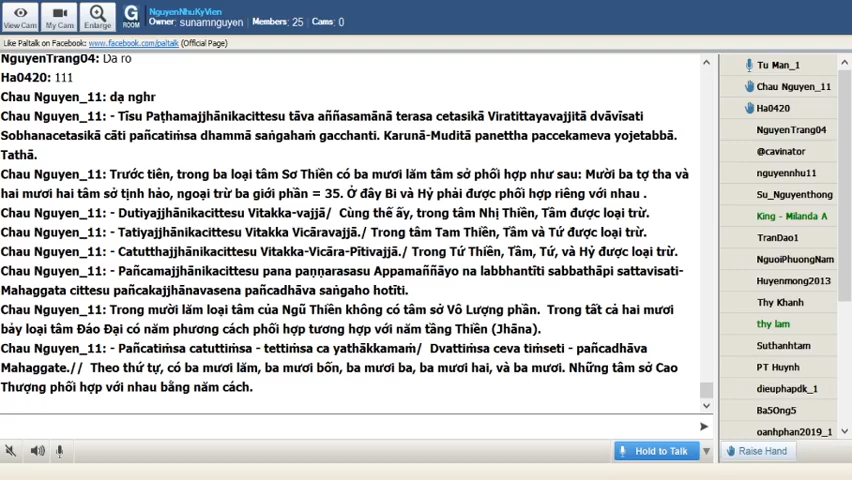 NguyenNhuKyVien
Owner: sunamnguyen Members: 25 Cams: 0
View Cam
My Cam
Enlarge
G
ROOM
Like Paltalk on Facebook: www.facebook.com/paltalk (Official Page)
NguyenTrang04: Da ro
Ha0420: 111
Chau Nguyen_11: dạ nghr
Chau Nguyen_11: - Tīsu Paṭhamajjhānikacittesu tāva aññasamānā terasa cetasikā Viratittayavajjitā dvāvīsati
Sobhanacetasikā cāti pañcatiṁsa dhammā saṅgahaṁ gacchanti. Karunā-Muditā panettha paccekameva yojetabbā.
Tathā.
Chau Nguyen_11: Trước tiên, trong ba loại tâm Sơ Thiền có ba mươi lăm tâm sở phối hợp như sau: Mười ba tợ tha và
hai mươi hai tâm sở tịnh hảo, ngoại trừ ba giới phần = 35. Ở đây Bi và Hỷ phải được phối hợp riêng với nhau .
Chau Nguyen_11: - Dutiyajjhānikacittesu Vitakka-vajjā/ Cùng thế ấy, trong tâm Nhị Thiền, Tầm được loại trừ.
Chau Nguyen_11: - Tatiyajjhānikacittesu Vitakka Vicāravajjā./ Trong tâm Tam Thiền, Tầm và Tứ được loại trừ.
Chau Nguyen_11: - Catutthajjhānikacittesu Vitakka-Vicāra-Pītivajjā./ Trong Tứ Thiền, Tầm, Tứ, và Hỷ được loại trừ.
Chau Nguyen_11: - Pañcamajjhānikacittesu pana paṇṇarasasu Appamaññāyo na labbhantīti sabbathāpi sattavisati-
Mahaggata cittesu pañcakajjhānavasena pañcadhāva saṅgaho hotīti.
Chau Nguyen_11: Trong mười lăm loại tâm của Ngũ Thiền không có tâm sở Vô Lượng phần. Trong tất cả hai mươi
bảy loại tâm Đáo Đại có năm phương cách phối hợp tương hợp với năm tầng Thiền (Jhāna).
Chau Nguyen_11: - Pañcatiṁsa catuttiṁsa - tettiṁsa ca yathākkamaṁ/ Dvattiṁsa ceva tiṁseti - pañcadhāva
Mahaggate.// Theo thứ tự, có ba mươi lăm, ba mươi bốn, ba mươi ba, ba mươi hai, và ba mươi. Những tâm sở Cao
Thượng phối hợp với nhau bằng năm cách.
Hold to Talk
Tu Man_1
Chau Nguyen_11
Ha0420
NguyenTrang04
@cavinator
nguyennhu11
Su_Nguyenthong
King - Milanda A
TranDao1
NguoiPhuongNam
Huyenmong2013
Thy Khanh
thy lam
Suthanhtam
PT Huynh
dieuphapdk_1
Ba5Ong5
oanhphan2019_1
Raise Hand